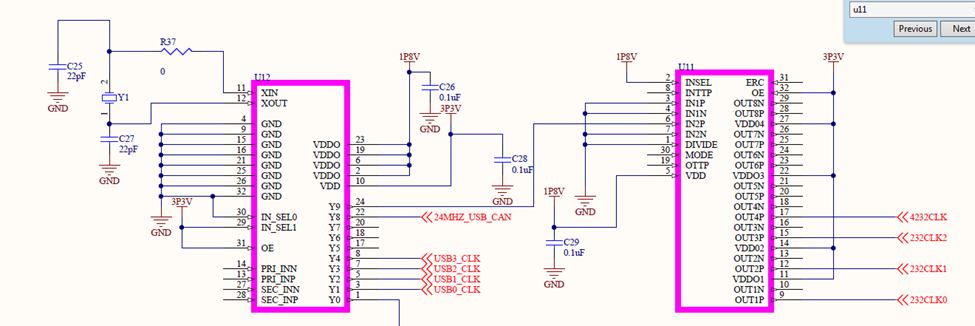 u11
Previous
Next
C25
22pF
GND
R37
0
2
Y1
1
C27
22pF
GND
U12
11 XIN
12 XOUT
4 GND
9 GND
15 GND
16 GND
21 GND
25 GND
26 GND
32 GND
30 IN_SEL0
29 IN_SEL1
31 OE
14 PRI_INN
13 PRI_INP
27 SEC_INN
28 SEC_INP
GND
3P3V
VDDO 23
VDDO 19
VDDO 6
VDDO 2
VDD 10
Y9 24
Y8 22
Y7 20
Y6 18
Y5 17
Y4 8
Y3 7
Y2 5
Y1 3
Y0 1
1P8V
C26
0.1uF
GND
3P3V
C28
0.1uF
GND
24MHZ_USB_CAN
USB3_CLK
USB2_CLK
USB1_CLK
USB0_CLK
1P8V
C29
0.1uF
GND
GND
1P8V
U11
2 INSEL
8 INTTP
3 IN1P
4 IN1N
6 IN2P
7 IN2N
1 DIVIDE
30 MODE
19 OTTP
5 VDD
3P3V
ERC 31
OE 32
OUT8N 29
OUT8P 28
VDD04 27
OUT7N 26
OUT7P 25
OUT6N 24
OUT6P 23
VDDO3 22
OUT5N 21
OUT5P 20
OUT4N 18
OUT4P 17
OUT3N 16
OUT3P 15
VDD02 14
OUT2N 13
OUT2P 12
VDDO1 11
OUT1N 10
OUT1P 9
4232CLK
232CLK2
232CLK1
232CLK0